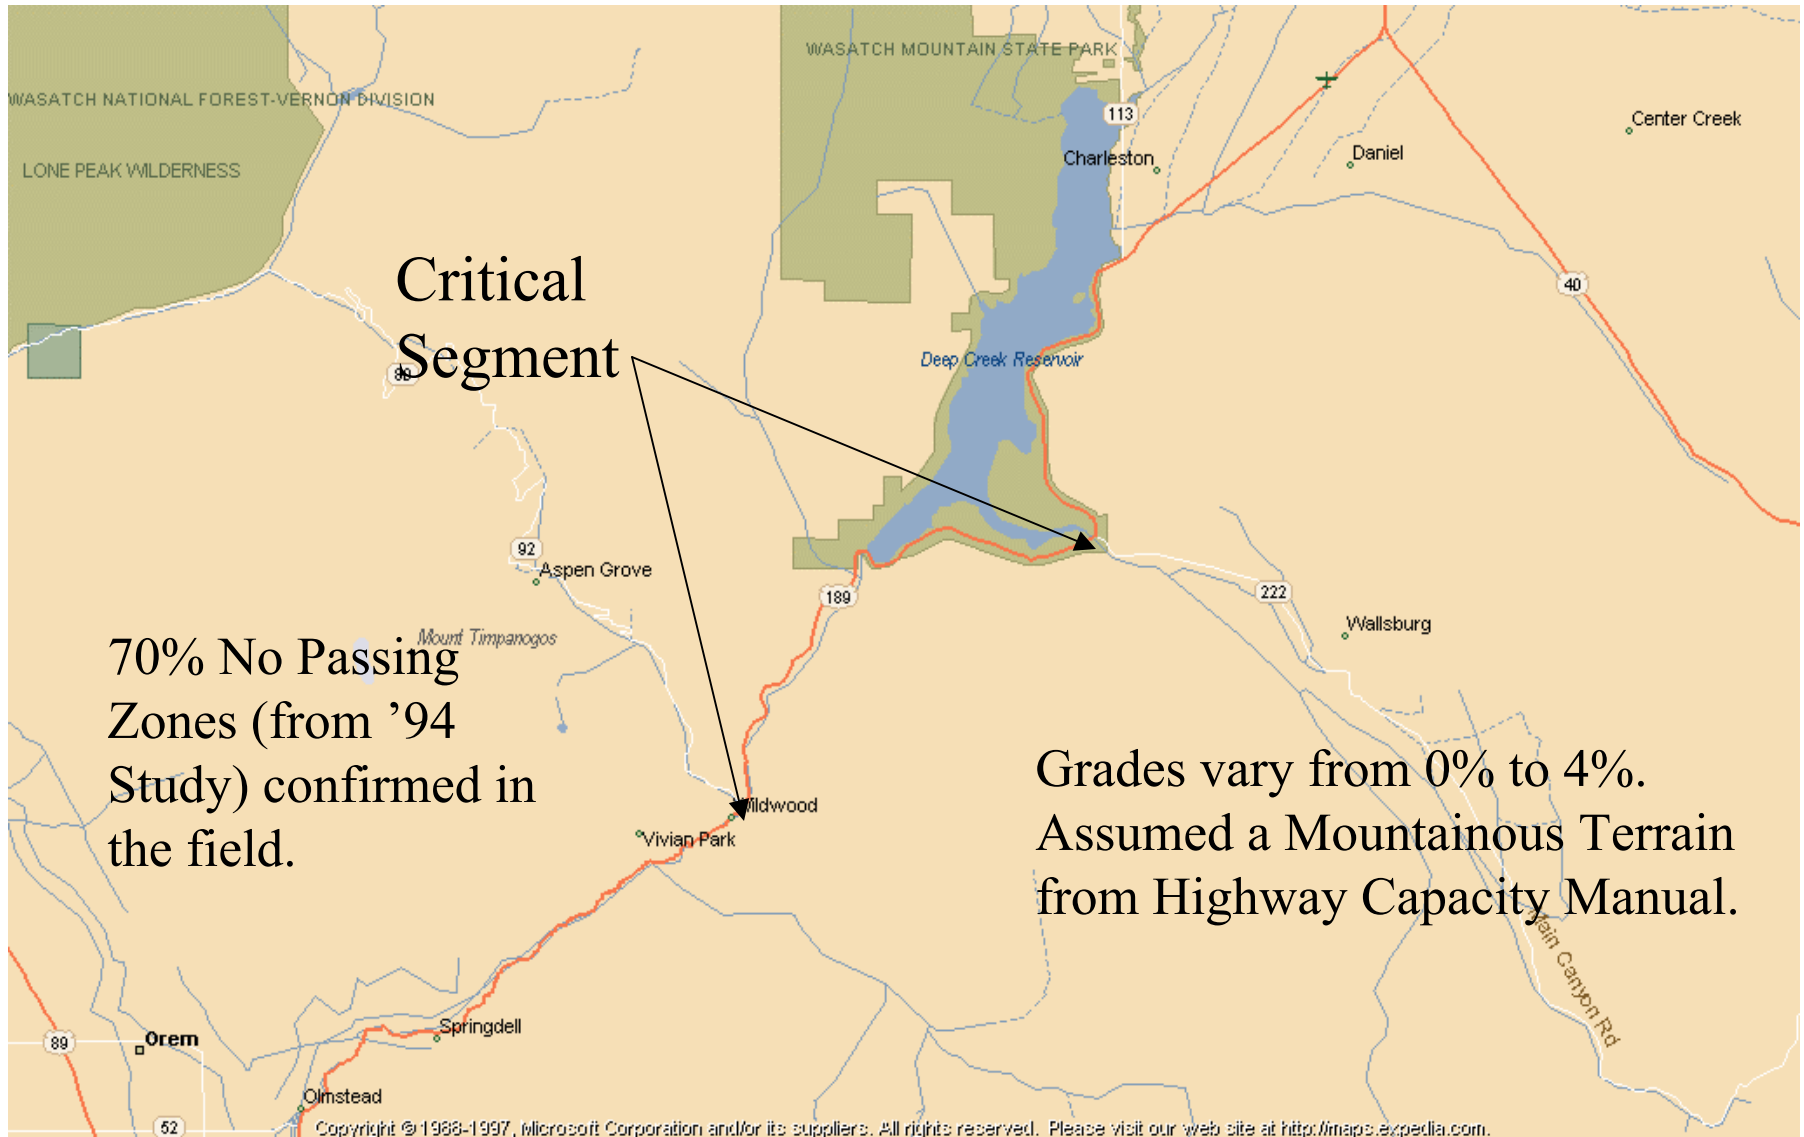 WASATCH MOUNTAIN STATE PARK
WASATCH NATIONAL FOREST-VERNON DIVISION
113
Center Creek
Charleston
Daniel
LONE PEAK WILDERNESS
Critical
Segment
40
Deep Creek Reservoir
92
Aspen Grove
189
222
Wallsburg
Mount Timpanogos
70% No Passing
Zones (from ’94
Study) confirmed in
the field.
Grades vary from 0% to 4%.
Assumed a Mountainous Terrain
from Highway Capacity Manual.
Wildwood
Vivian Park
Main Canyon Rd
Springdell
89
Orem
Olmstead
52
Copyright © 1988-1997, Microsoft Corporation and/or its suppliers. All rights reserved. Please visit our web site at http://maps.expedia.com.